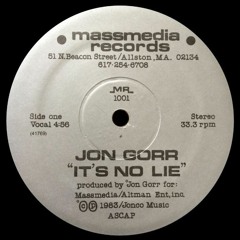 massmedia
records
51 N.Beacon Street/Allston,MA. 02134
617-254-6708
MR
1001
Side one
Vocal 4:56
(41769)
Stereo
33.3 rpm
JON GORR
"IT'S NO LIE"
produced by Jon Gorr for:
Massmedia/Altman Ent,inc.
©℗ 1983/Jonco Music
ASCAP